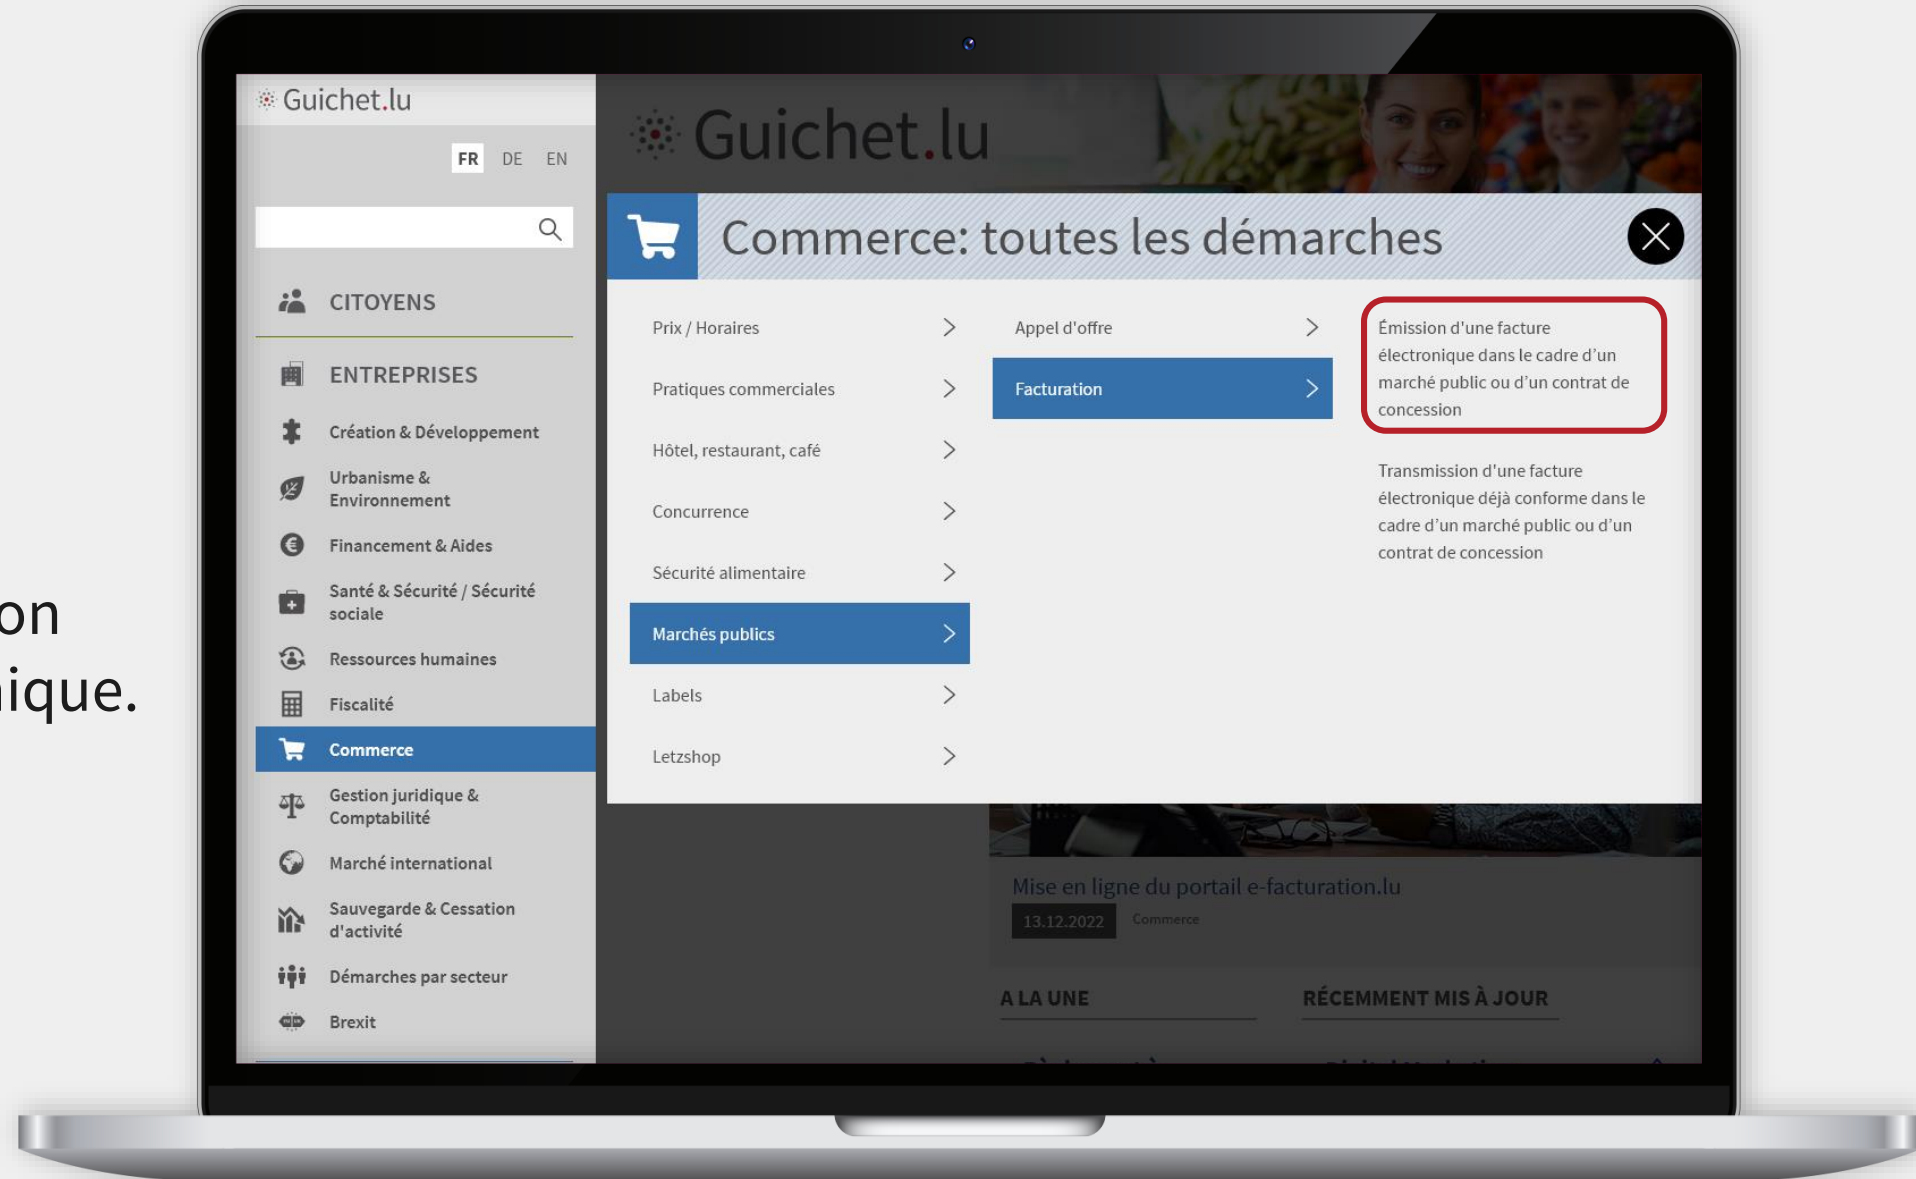 on
nique.
Guichet.lu
FR DE EN
CITOYENS
ENTREPRISES
Création & Développement
Urbanisme &
Environnement
Financement & Aides
Santé & Sécurité / Sécurité
sociale
Ressources humaines
Fiscalité
Commerce
Gestion juridique &
Comptabilité
Marché international
Sauvegarde & Cessation
d'activité
Démarches par secteur
Brexit
Guichet.lu
Commerce: toutes les démarches
Prix / Horaires
Pratiques commerciales
Hôtel, restaurant, café
Concurrence
Sécurité alimentaire
Marchés publics
Labels
Letzshop
Appel d'offre
Facturation
Émission d'une facture
électronique dans le cadre d’un
marché public ou d’un contrat de
concession
Transmission d'une facture
électronique déjà conforme dans le
cadre d’un marché public ou d’un
contrat de concession
Mise en ligne du portail e-facturation.lu
13.12.2022 Commerce
A LA UNE
RÉCEMMENT MIS À JOUR